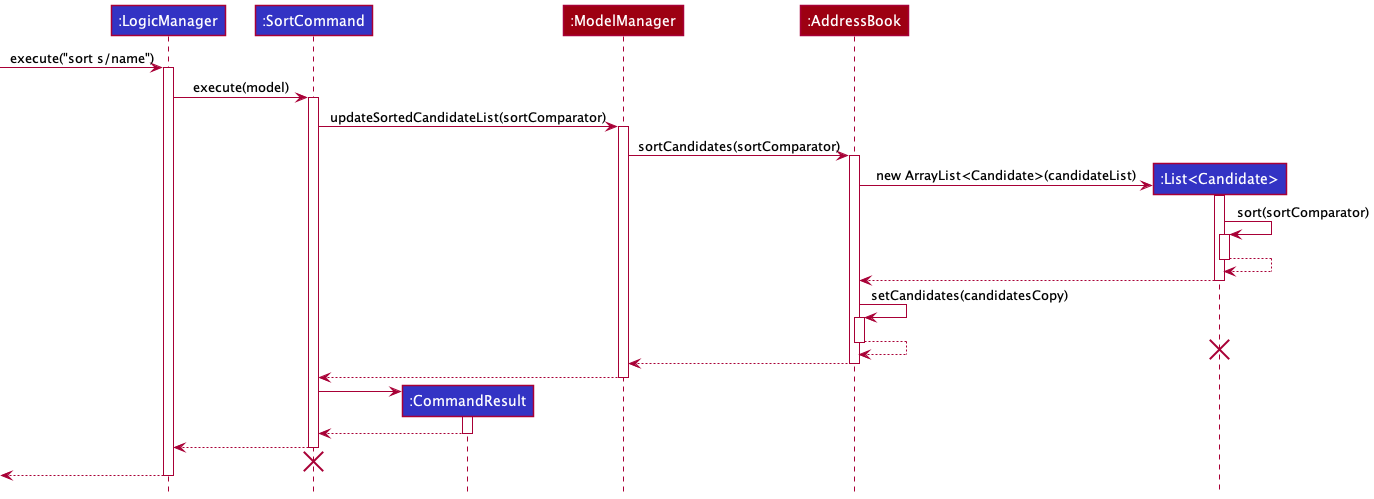 :LogicManager
:SortCommand
:ModelManager
:AddressBook
execute("sort s/name")
execute(model)
updateSortedCandidateList(sortComparator)
sortCandidates(sortComparator)
new ArrayList<Candidate>(candidateList)
:List<Candidate>
sort(sortComparator)
setCandidates(candidatesCopy)
:CommandResult